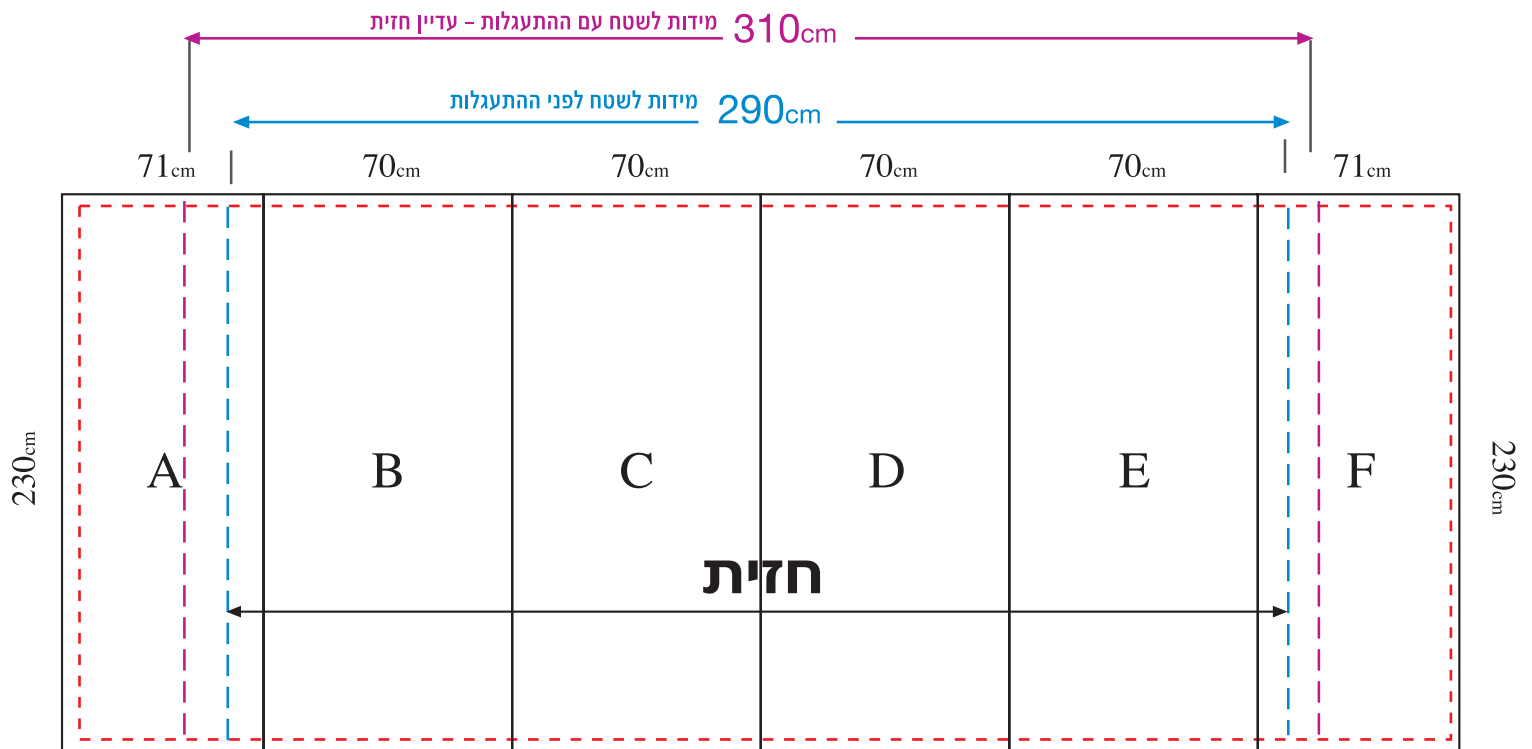 מידות לשטח עם ההתעגלות – עדיין חזית 310cm
מידות לשטח לפני ההתעגלות 290cm
71cm 70cm 70cm 70cm 70cm 71cm
230cm A B C D E F 230cm
חזית